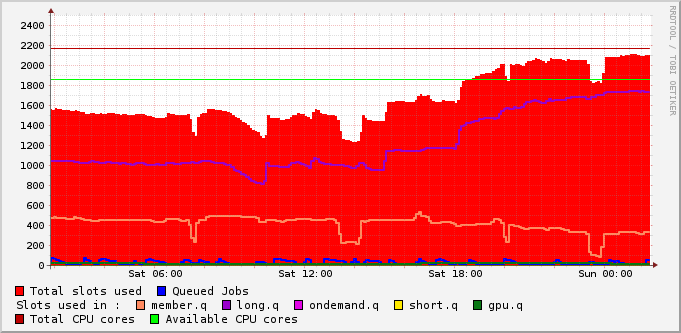 2400
2200
2000
1800
1600
1400
1200
1000
800
600
400
200
0
Sat 06:00 Sat 12:00 Sat 18:00 Sun 00:00
RRDTOOL / TOBI OETIKER
Total slots used Queued Jobs
Slots used in : member.q long.q ondemand.q short.q gpu.q
Total CPU cores Available CPU cores